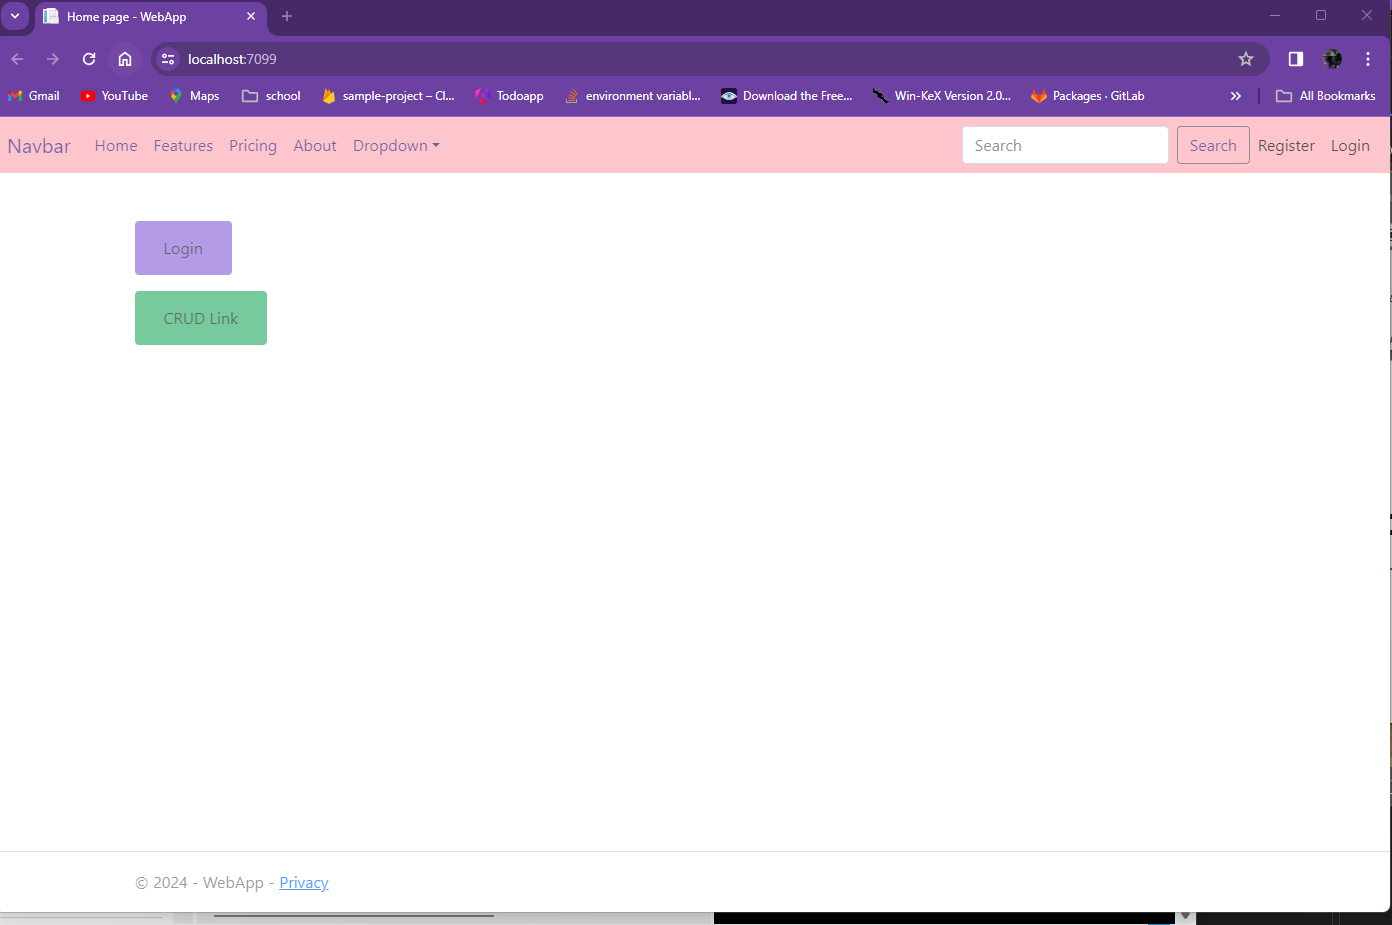 Home page - WebApp
localhost:7099
Gmail YouTube Maps school sample-project – Cl... Todoapp environment variabl... Download the Free... Win-KeX Version 2.0... Packages · GitLab » All Bookmarks
Navbar Home Features Pricing About Dropdown Search Search Register Login
Login
CRUD Link
© 2024 - WebApp - Privacy